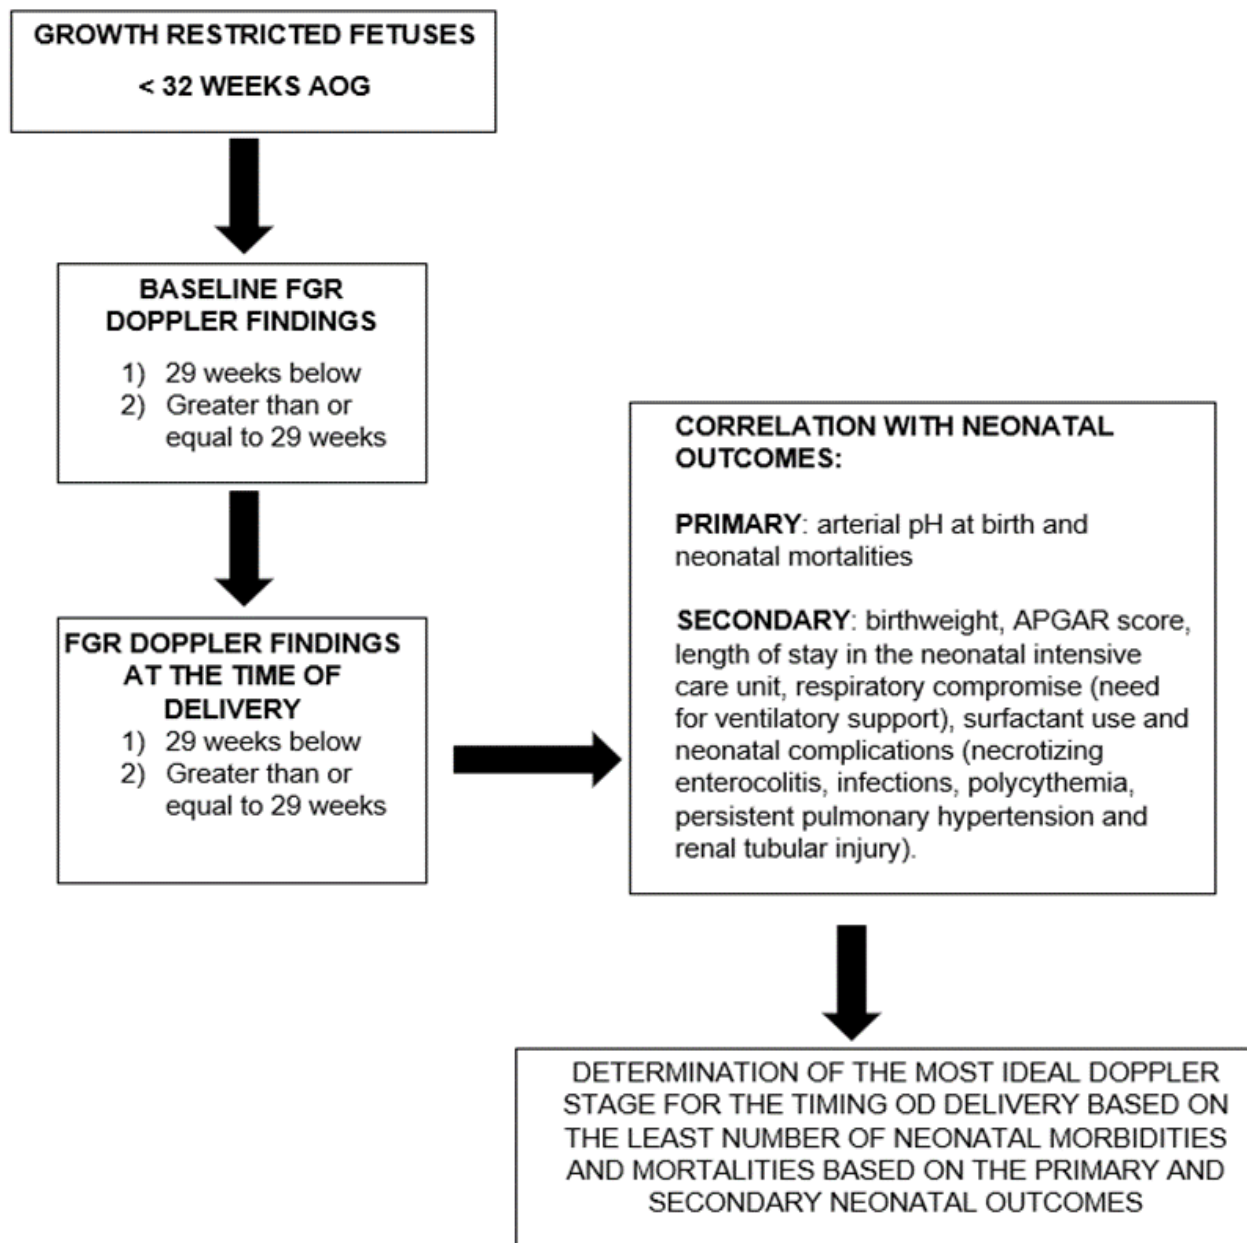 GROWTH RESTRICTED FETUSES
< 32 WEEKS AOG
BASELINE FGR
DOPPLER FINDINGS
1) 29 weeks below
2) Greater than or
equal to 29 weeks
FGR DOPPLER FINDINGS
AT THE TIME OF
DELIVERY
1) 29 weeks below
2) Greater than or
equal to 29 weeks
CORRELATION WITH NEONATAL
OUTCOMES:
PRIMARY: arterial pH at birth and
neonatal mortalities
SECONDARY: birthweight, APGAR score,
length of stay in the neonatal intensive
care unit, respiratory compromise (need
for ventilatory support), surfactant use and
neonatal complications (necrotizing
enterocolitis, infections, polycythemia,
persistent pulmonary hypertension and
renal tubular injury).
DETERMINATION OF THE MOST IDEAL DOPPLER
STAGE FOR THE TIMING OD DELIVERY BASED ON
THE LEAST NUMBER OF NEONATAL MORBIDITIES
AND MORTALITIES BASED ON THE PRIMARY AND
SECONDARY NEONATAL OUTCOMES